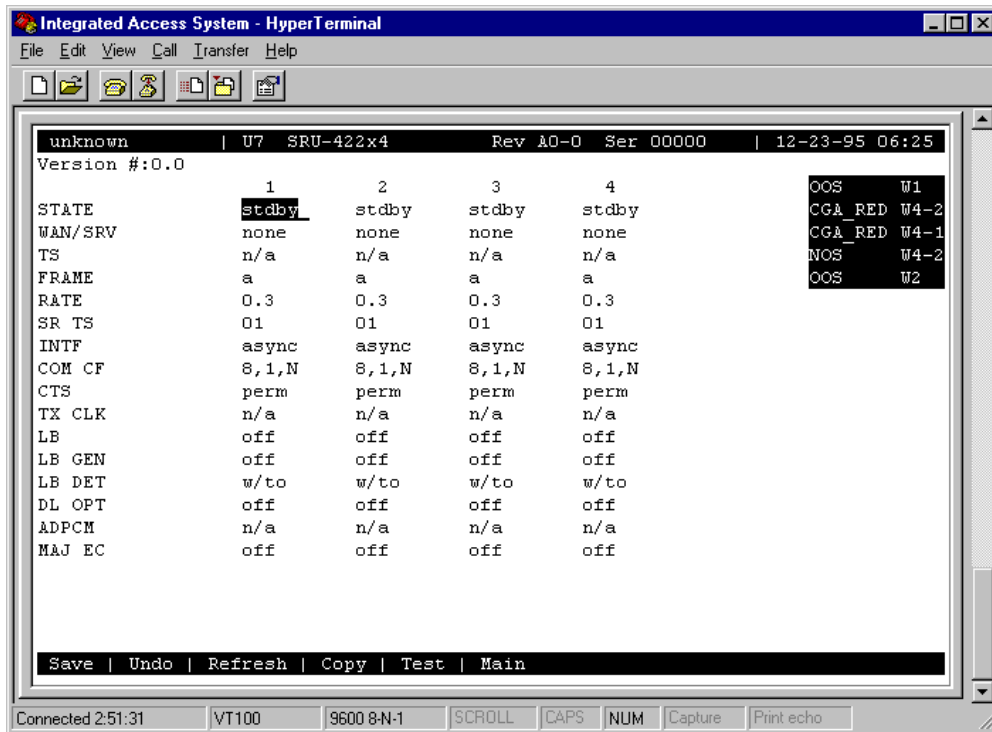 Integrated Access System - HyperTerminal
File Edit View Call Transfer Help
unknown | U7 SRU-422x4 Rev A0-0 Ser 00000 | 12-23-95 06:25
Version #:0.0
1 2 3 4 OOS W1
STATE stdby_ stdby stdby stdby CGA_RED W4-2
WAN/SRV none none none none CGA_RED W4-1
TS n/a n/a n/a n/a NOS W4-2
FRAME a a a a OOS W2
RATE 0.3 0.3 0.3 0.3
SR TS 01 01 01 01
INTF async async async async
COM CF 8,1,N 8,1,N 8,1,N 8,1,N
CTS perm perm perm perm
TX CLK n/a n/a n/a n/a
LB off off off off
LB GEN off off off off
LB DET w/to w/to w/to w/to
DL OPT off off off off
ADPCM n/a n/a n/a n/a
MAJ EC off off off off
Save | Undo | Refresh | Copy | Test | Main
Connected 2:51:31 VT100 9600 8-N-1 SCROLL CAPS NUM Capture Print echo